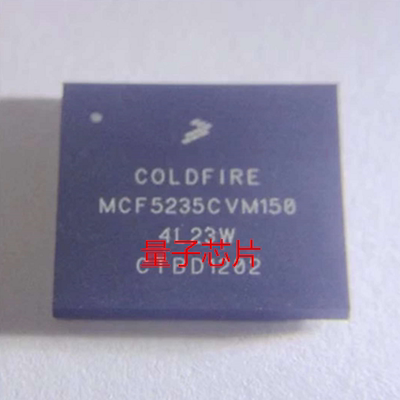 COLDFIRE
MCF5235CVM150
4L23W
量子芯片
CTBD1202